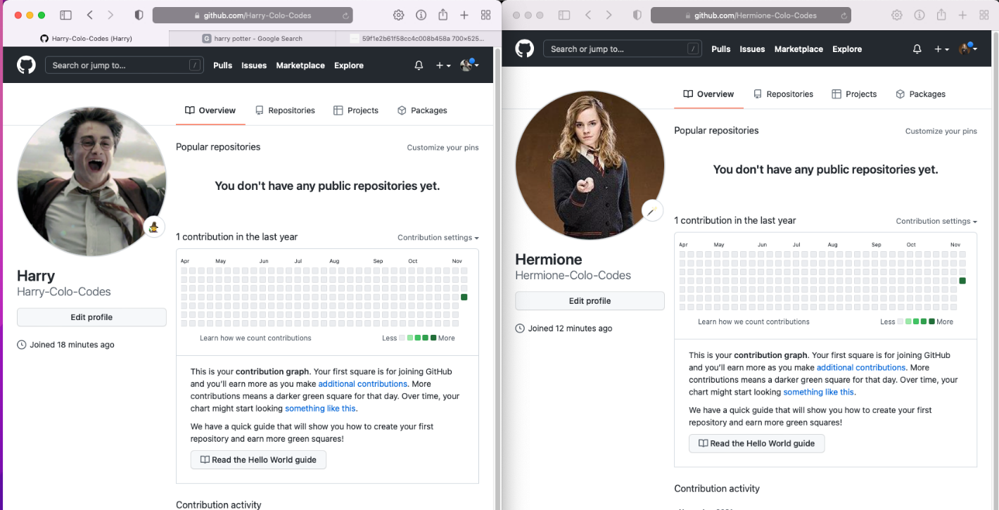 github.com/Harry-Colo-Codes
Harry-Colo-Codes (Harry)
G harry potter - Google Search
59f1e2b61f58cc4c008b458a 700×525...
Search or jump to... /
Pulls Issues Marketplace Explore
Overview Repositories Projects Packages
Popular repositories
Customize your pins
You don't have any public repositories yet.
1 contribution in the last year
Contribution settings
Apr May Jun Jul Aug Sep Oct Nov
Learn how we count contributions
Less More
This is your contribution graph. Your first square is for joining GitHub
and you'll earn more as you make additional contributions. More
contributions means a darker green square for that day. Over time, your
chart might start looking something like this.
We have a quick guide that will show you how to create your first
repository and earn more green squares!
Read the Hello World guide
Contribution activity
Harry
Harry-Colo-Codes
Edit profile
Joined 18 minutes ago
github.com/Hermione-Colo-Codes
Search or jump to... /
Pulls Issues Marketplace Explore
Overview Repositories Projects Packages
Popular repositories
Customize your pins
You don't have any public repositories yet.
1 contribution in the last year
Contribution settings
Apr May Jun Jul Aug Sep Oct Nov
Learn how we count contributions
Less More
This is your contribution graph. Your first square is for joining GitHub
and you'll earn more as you make additional contributions. More
contributions means a darker green square for that day. Over time, your
chart might start looking something like this.
We have a quick guide that will show you how to create your first
repository and earn more green squares!
Read the Hello World guide
Contribution activity
Hermione
Hermione-Colo-Codes
Edit profile
Joined 12 minutes ago